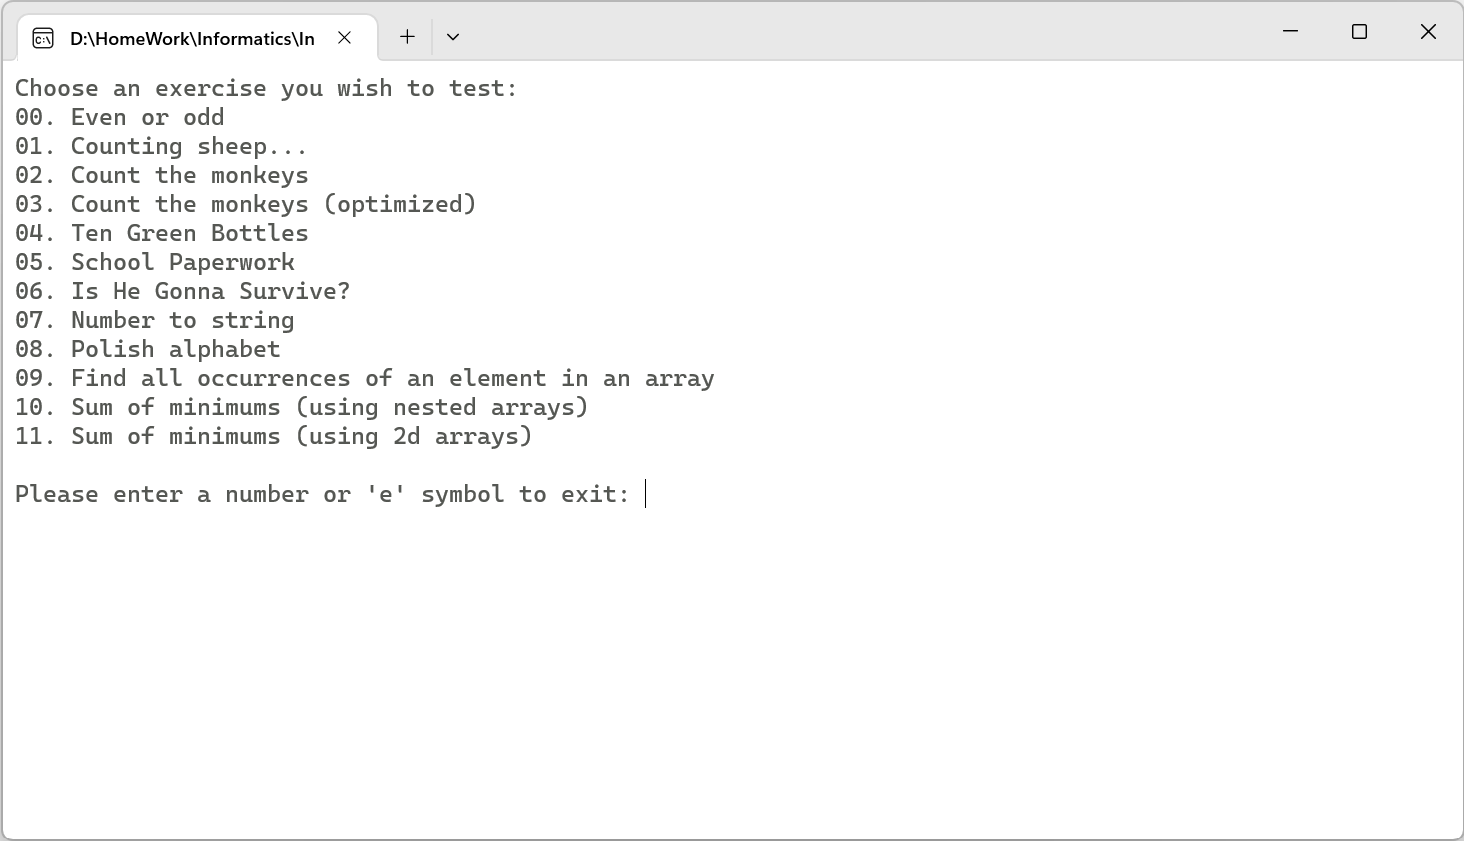 D:\HomeWork\Informatics\In
Choose an exercise you wish to test:
00. Even or odd
01. Counting sheep...
02. Count the monkeys
03. Count the monkeys (optimized)
04. Ten Green Bottles
05. School Paperwork
06. Is He Gonna Survive?
07. Number to string
08. Polish alphabet
09. Find all occurrences of an element in an array
10. Sum of minimums (using nested arrays)
11. Sum of minimums (using 2d arrays)
Please enter a number or 'e' symbol to exit: